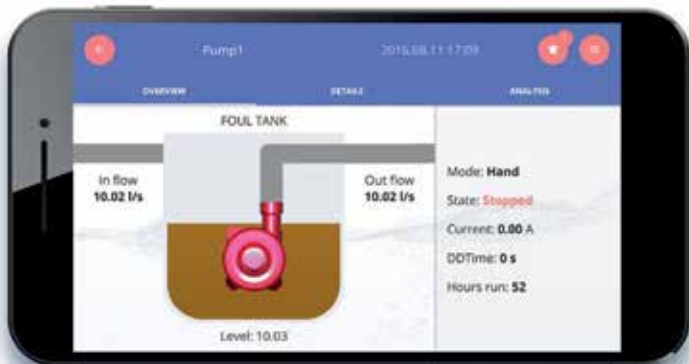 Pump1
2016.08.11 17:09
OVERVIEW
DETAILS
ANALYSIS
FOUL TANK
In flow
10.02 l/s
Out flow
10.02 l/s
Level: 10.03
Mode: Hand
State: Stopped
Current: 0.00 A
DDTime: 0 s
Hours run: 52